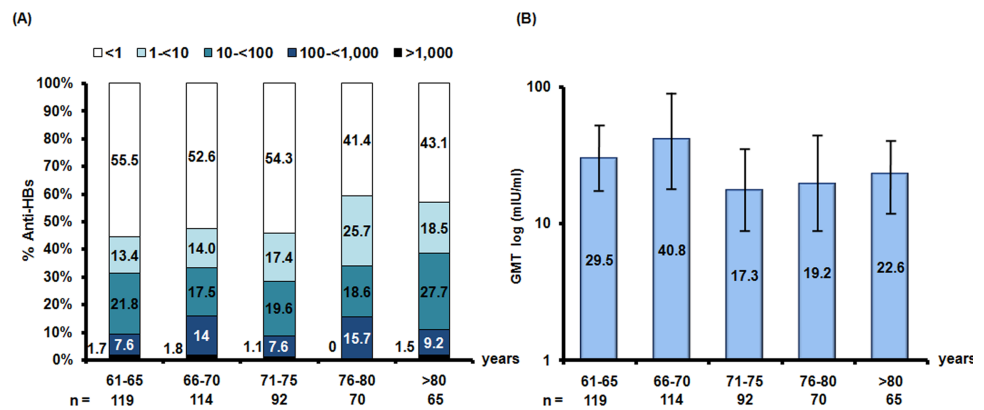 (A)
<1 1-<10 10-<100 100-<1,000 >1,000
% Anti-HBs
100%
90%
80%
70%
60%
50%
40%
30%
20%
10%
0%
55.5 52.6 54.3 41.4 43.1
13.4 14.0 17.4 25.7 18.5
21.8 17.5 19.6 18.6 27.7
7.6 14 7.6 15.7 9.2
1.7 1.8 1.1 0 1.5
years
61-65 66-70 71-75 76-80 >80
n = 119 114 92 70 65
(B)
GMT log (mIU/ml)
100
10
1
29.5 40.8 17.3 19.2 22.6
years
61-65 66-70 71-75 76-80 >80
n = 119 114 92 70 65